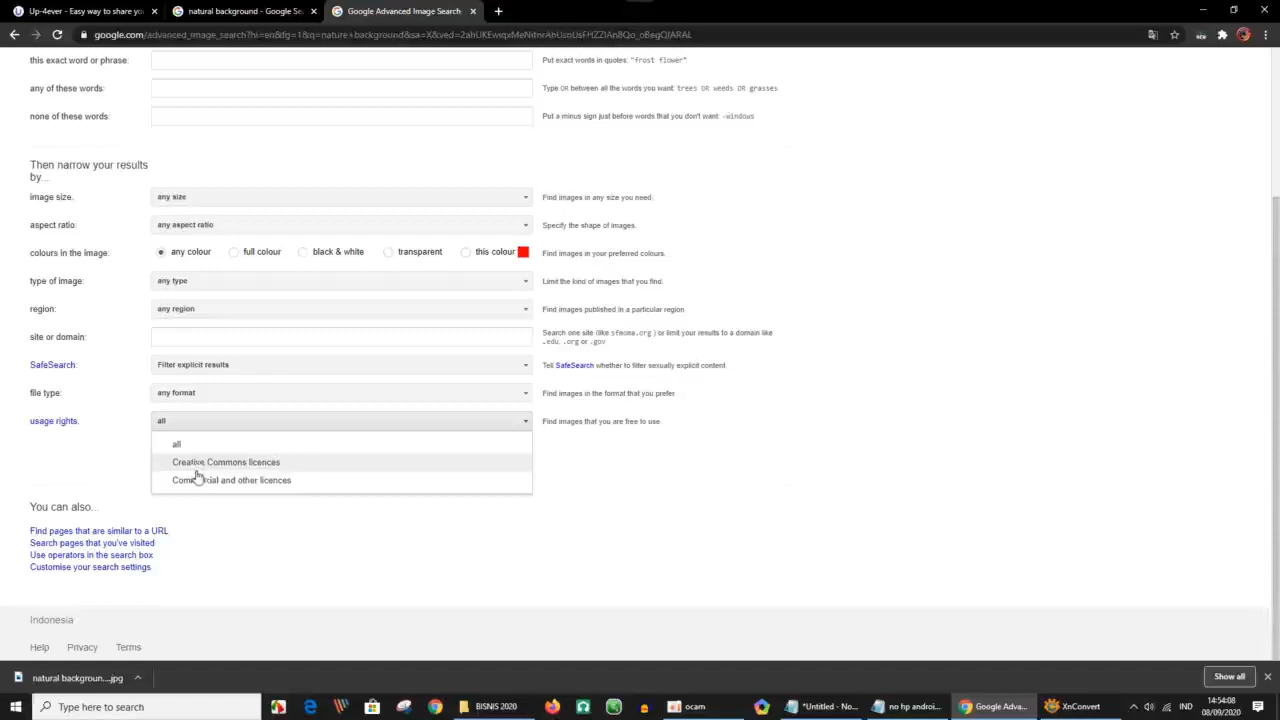 Up-4ever - Easy way to share you
natural background - Google Sea
Google Advanced Image Search
this exact word or phrase:
Put exact words in quotes: "frost flower"
any of these words:
Type OR between all the words you want: trees OR weeds OR grasses
none of these words:
Put a minus sign just before words that you don't want: -windows
Then narrow your results
by...
image size:
any size
Find images in any size you need.
aspect ratio:
any aspect ratio
Specify the shape of images.
colours in the image:
any colour
full colour
black & white
transparent
this colour
Find images in your preferred colours.
type of image:
any type
Limit the kind of images that you find.
region:
any region
Find images published in a particular region.
site or domain:
Search one site (like sfmoma.org ) or limit your results to a domain like
.edu, .org or .gov
SafeSearch:
Filter explicit results
Tell SafeSearch whether to filter sexually explicit content.
file type:
any format
Find images in the format that you prefer.
usage rights:
all
Find images that you are free to use
all
Creative Commons licences
Commercial and other licences
You can also...
Find pages that are similar to a URL
Search pages that you've visited
Use operators in the search box
Customise your search settings
Indonesia
Help
Privacy
Terms
natural backgroun....jpg
Show all
Type here to search
BISNIS 2020
ocam
*Untitled - No...
no hp androi...
Google Adva...
XnConvert
IND
14:54:08
08/09/2020